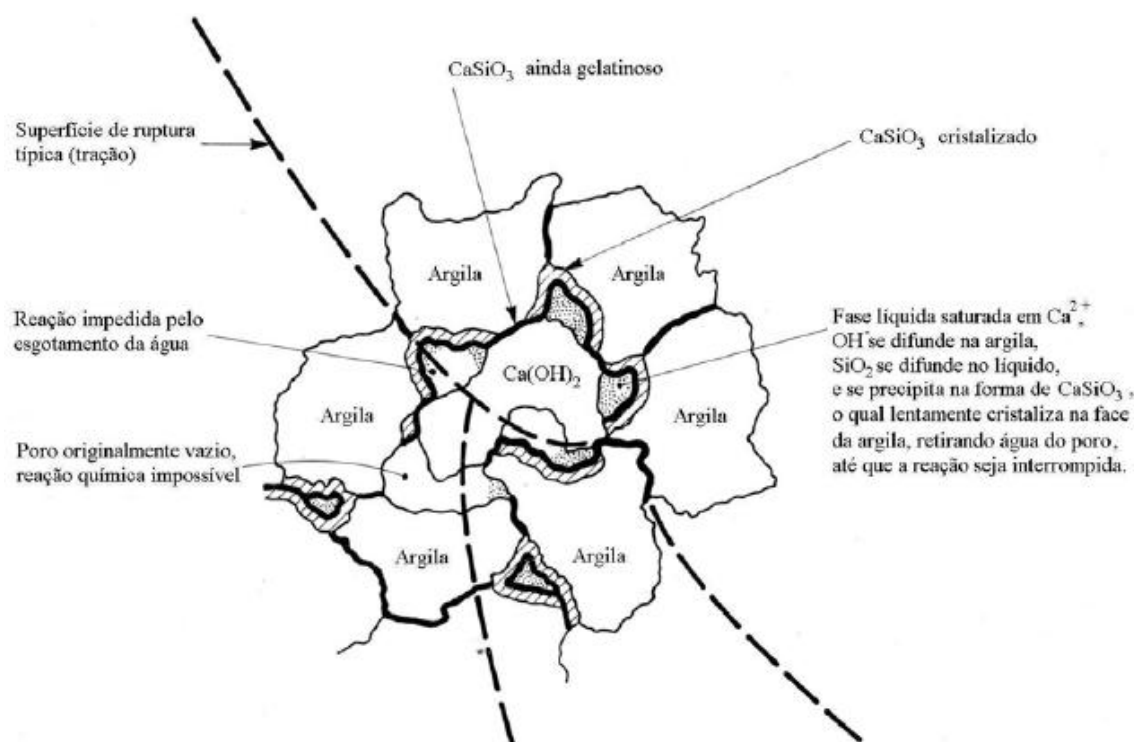 CaSiO3 ainda gelatinoso
Superfície de ruptura
típica (tração)
CaSiO3 cristalizado
Argila
Argila
Reação impedida pelo
esgotamento da água
Fase líquida saturada em Ca2+,
OH- se difunde na argila,
SiO2 se difunde no líquido,
e se precipita na forma de CaSiO3 ,
o qual lentamente cristaliza na face
da argila, retirando água do poro,
até que a reação seja interrompida.
Ca(OH)2
Argila
Argila
Poro originalmente vazio,
reação química impossível
Argila
Argila